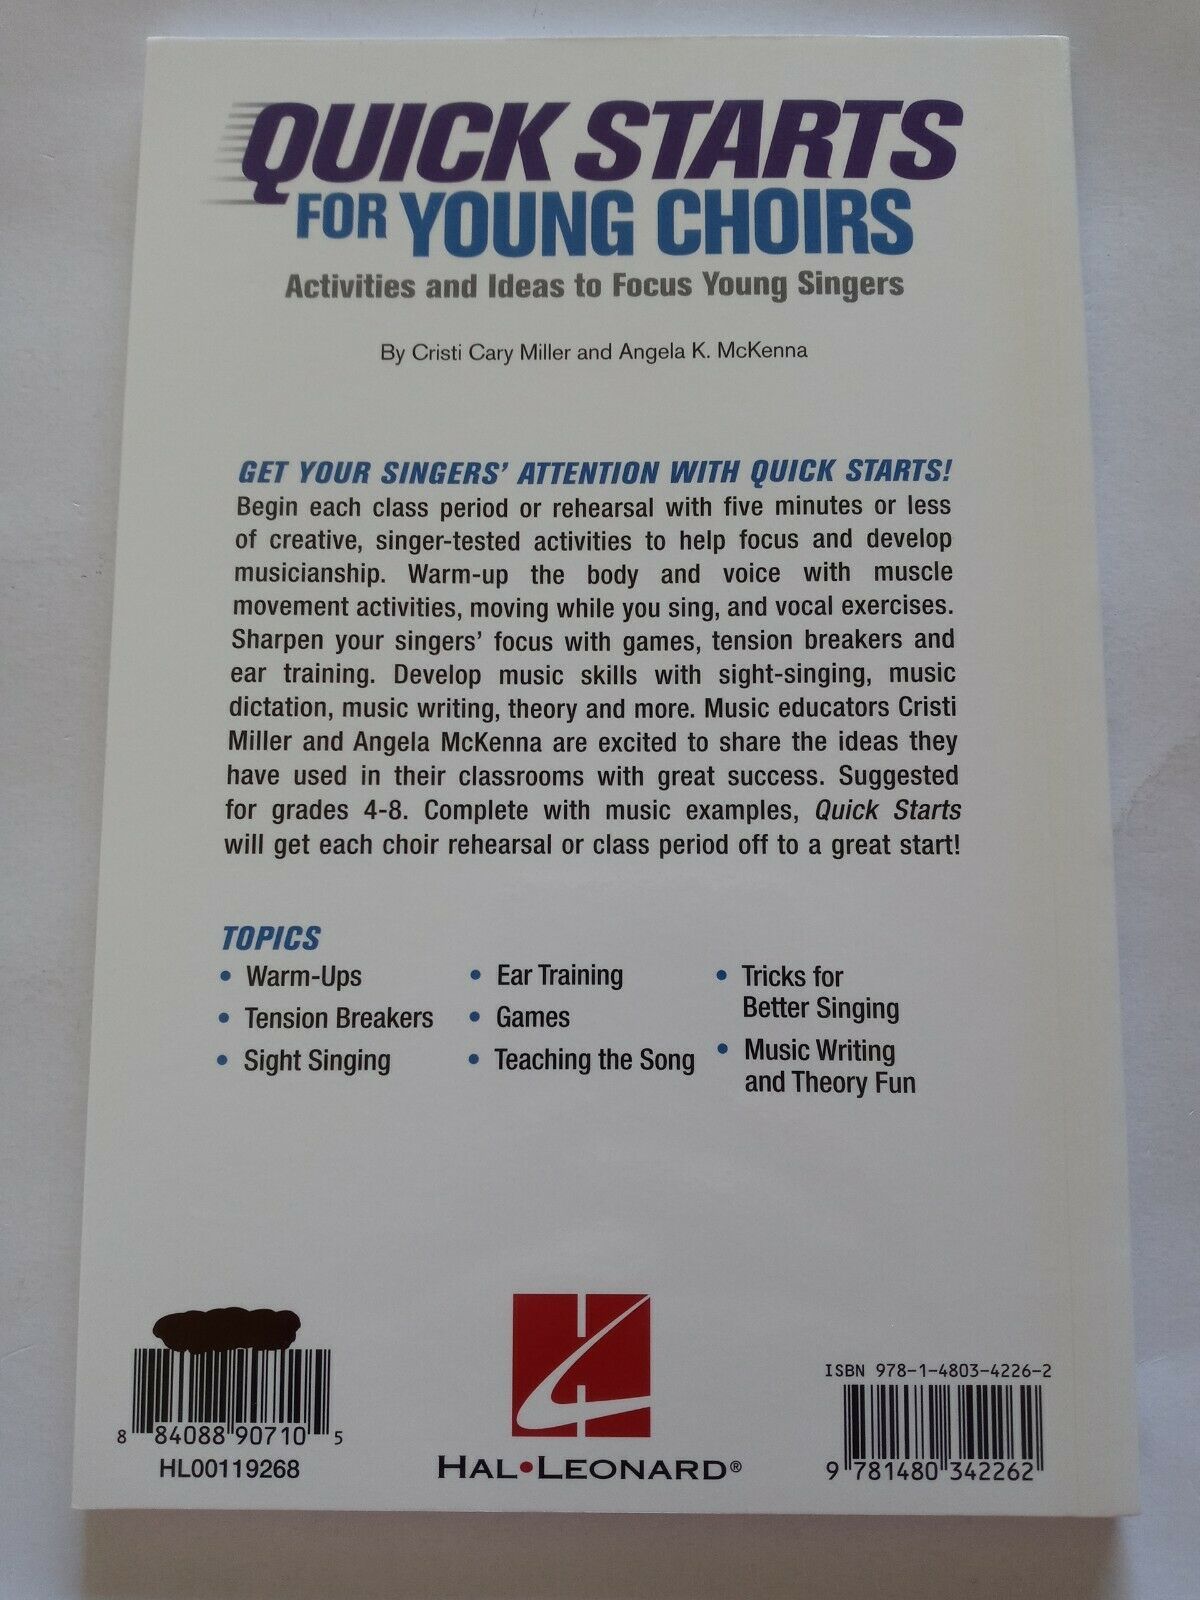 QUICK STARTS
FOR YOUNG CHOIRS
Activities and Ideas to Focus Young Singers
By Cristi Cary Miller and Angela K. McKenna
GET YOUR SINGERS' ATTENTION WITH QUICK STARTS!
Begin each class period or rehearsal with five minutes or less
of creative, singer-tested activities to help focus and develop
musicianship. Warm-up the body and voice with muscle
movement activities, moving while you sing, and vocal exercises.
Sharpen your singers' focus with games, tension breakers and
ear training. Develop music skills with sight-singing, music
dictation, music writing, theory and more. Music educators Cristi
Miller and Angela McKenna are excited to share the ideas they
have used in their classrooms with great success. Suggested
for grades 4-8. Complete with music examples, Quick Starts
will get each choir rehearsal or class period off to a great start!
TOPICS
• Warm-Ups
• Tension Breakers
• Sight Singing
• Ear Training
• Games
• Teaching the Song
• Tricks for
Better Singing
• Music Writing
and Theory Fun
8 84088 90710 5
HL00119268
HAL•LEONARD®
ISBN 978-1-4803-4226-2
9 781480 342262